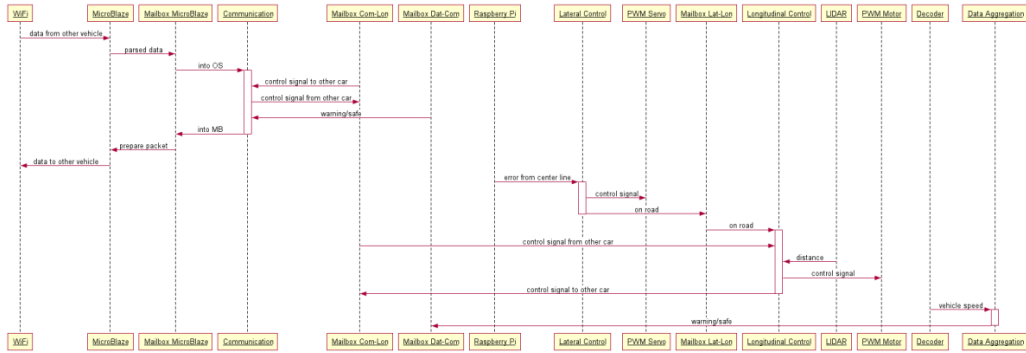 WiFi
MicroBlaze
Mailbox MicroBlaze
Communication
Mailbox Com-Lon
Mailbox Dat-Com
Raspberry Pi
Lateral Control
PWM Servo
Mailbox Lat-Lon
Longitudinal Control
LIDAR
PWM Motor
Decoder
Data Aggregation
data from other vehicle
parsed data
into OS
control signal to other car
control signal from other car
warning/safe
into MB
prepare packet
data to other vehicle
error from center line
control signal
on road
on road
control signal from other car
distance
control signal
control signal to other car
vehicle speed
warning/safe
WiFi
MicroBlaze
Mailbox MicroBlaze
Communication
Mailbox Com-Lon
Mailbox Dat-Com
Raspberry Pi
Lateral Control
PWM Servo
Mailbox Lat-Lon
Longitudinal Control
LIDAR
PWM Motor
Decoder
Data Aggregation